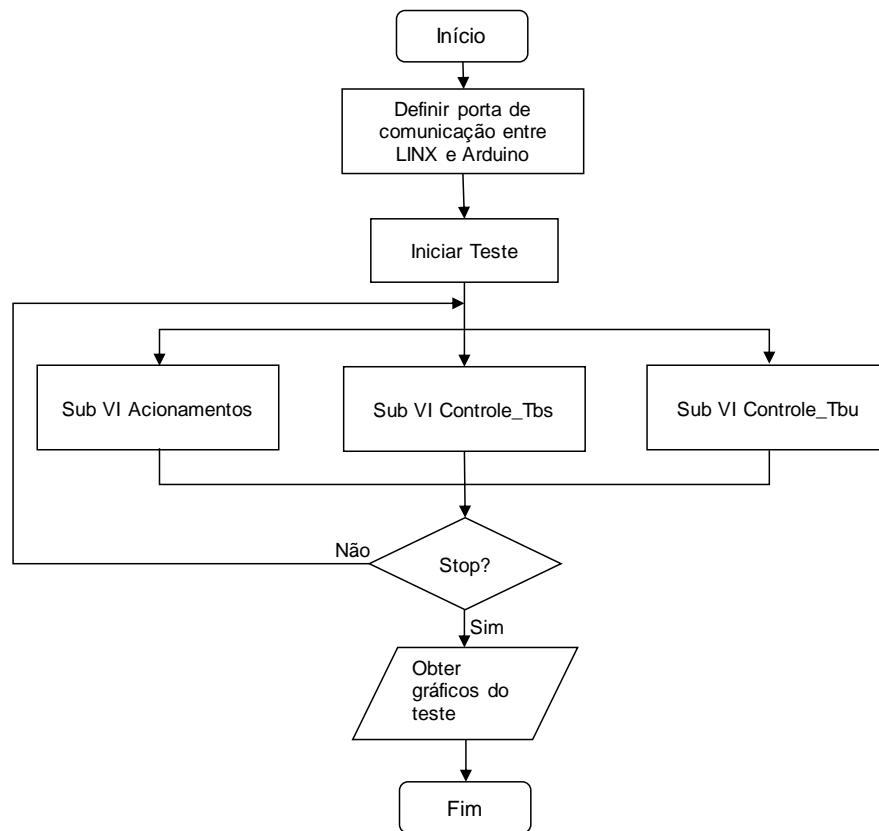 Início
Definir porta de
comunicação entre
LINX e Arduino
Iniciar Teste
Sub VI Acionamentos
Sub VI Controle_Tbs
Sub VI Controle_Tbu
Não
Stop?
Sim
Obter
gráficos do
teste
Fim